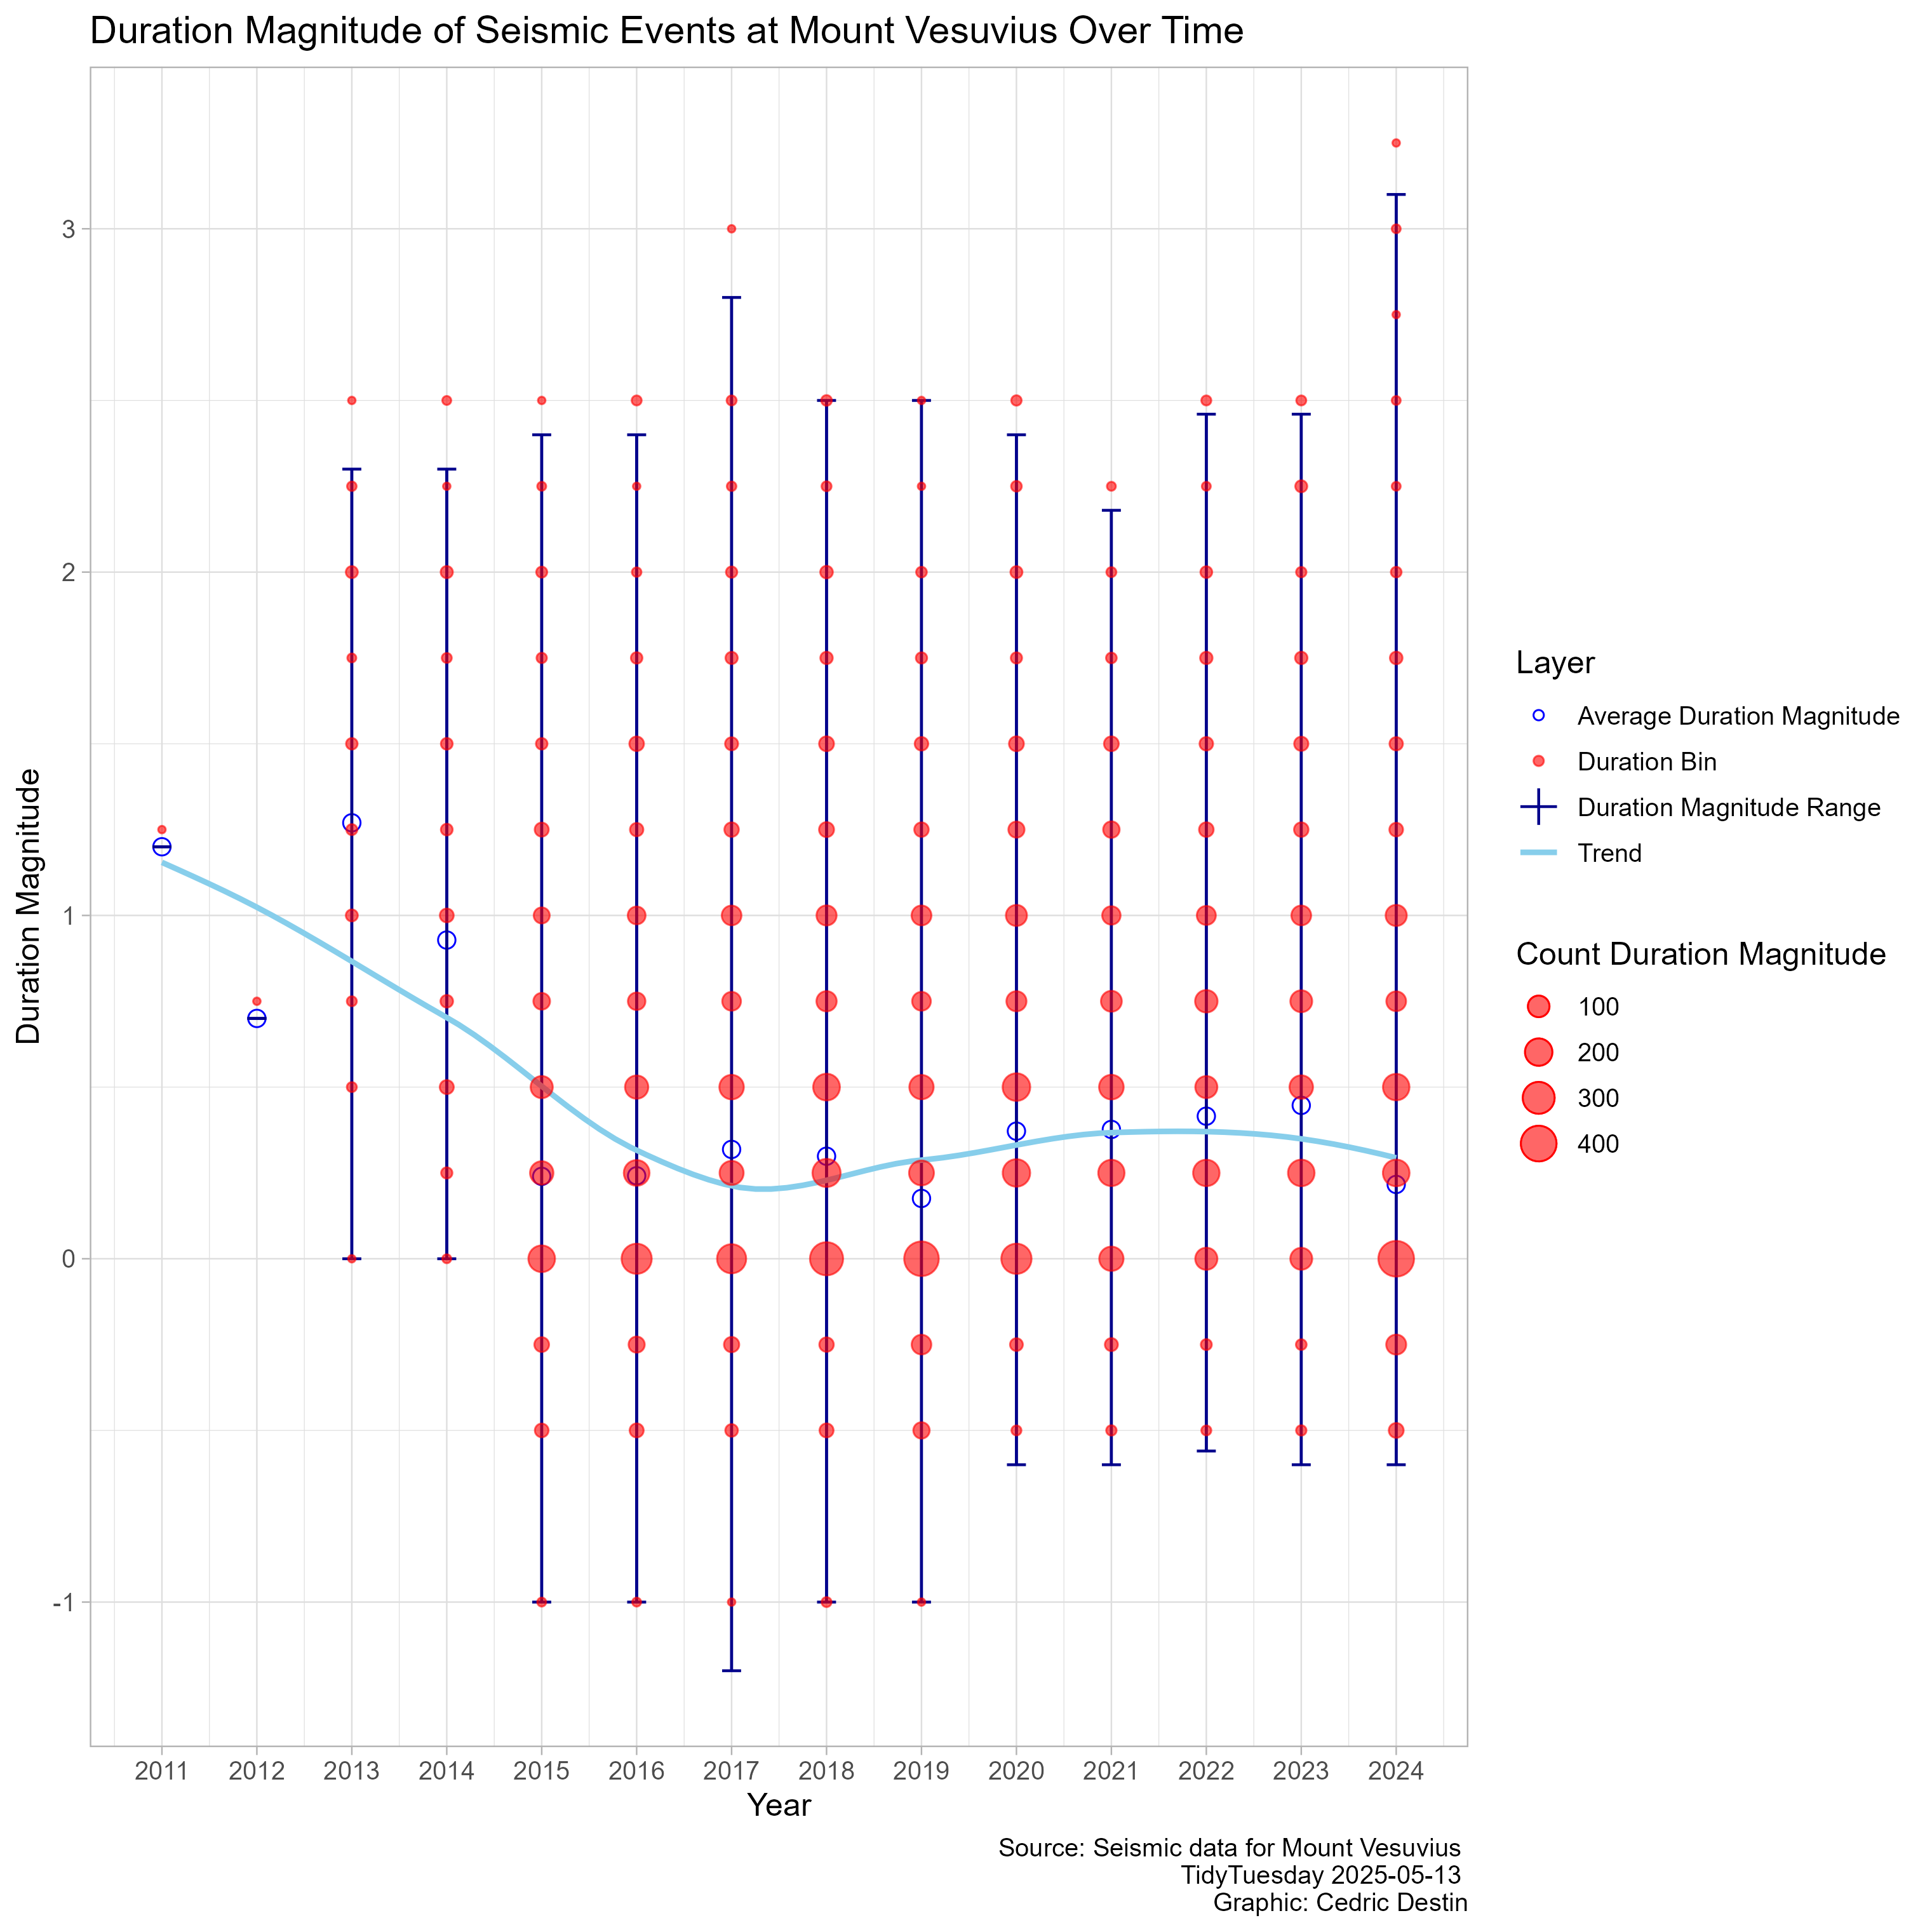 Duration Magnitude of Seismic Events at Mount Vesuvius Over Time
Duration Magnitude
3
2
1
0
-1
2011 2012 2013 2014 2015 2016 2017 2018 2019 2020 2021 2022 2023 2024
Year
Layer
Average Duration Magnitude
Duration Bin
Duration Magnitude Range
Trend
Count Duration Magnitude
100
200
300
400
Source: Seismic data for Mount Vesuvius
TidyTuesday 2025-05-13
Graphic: Cedric Destin